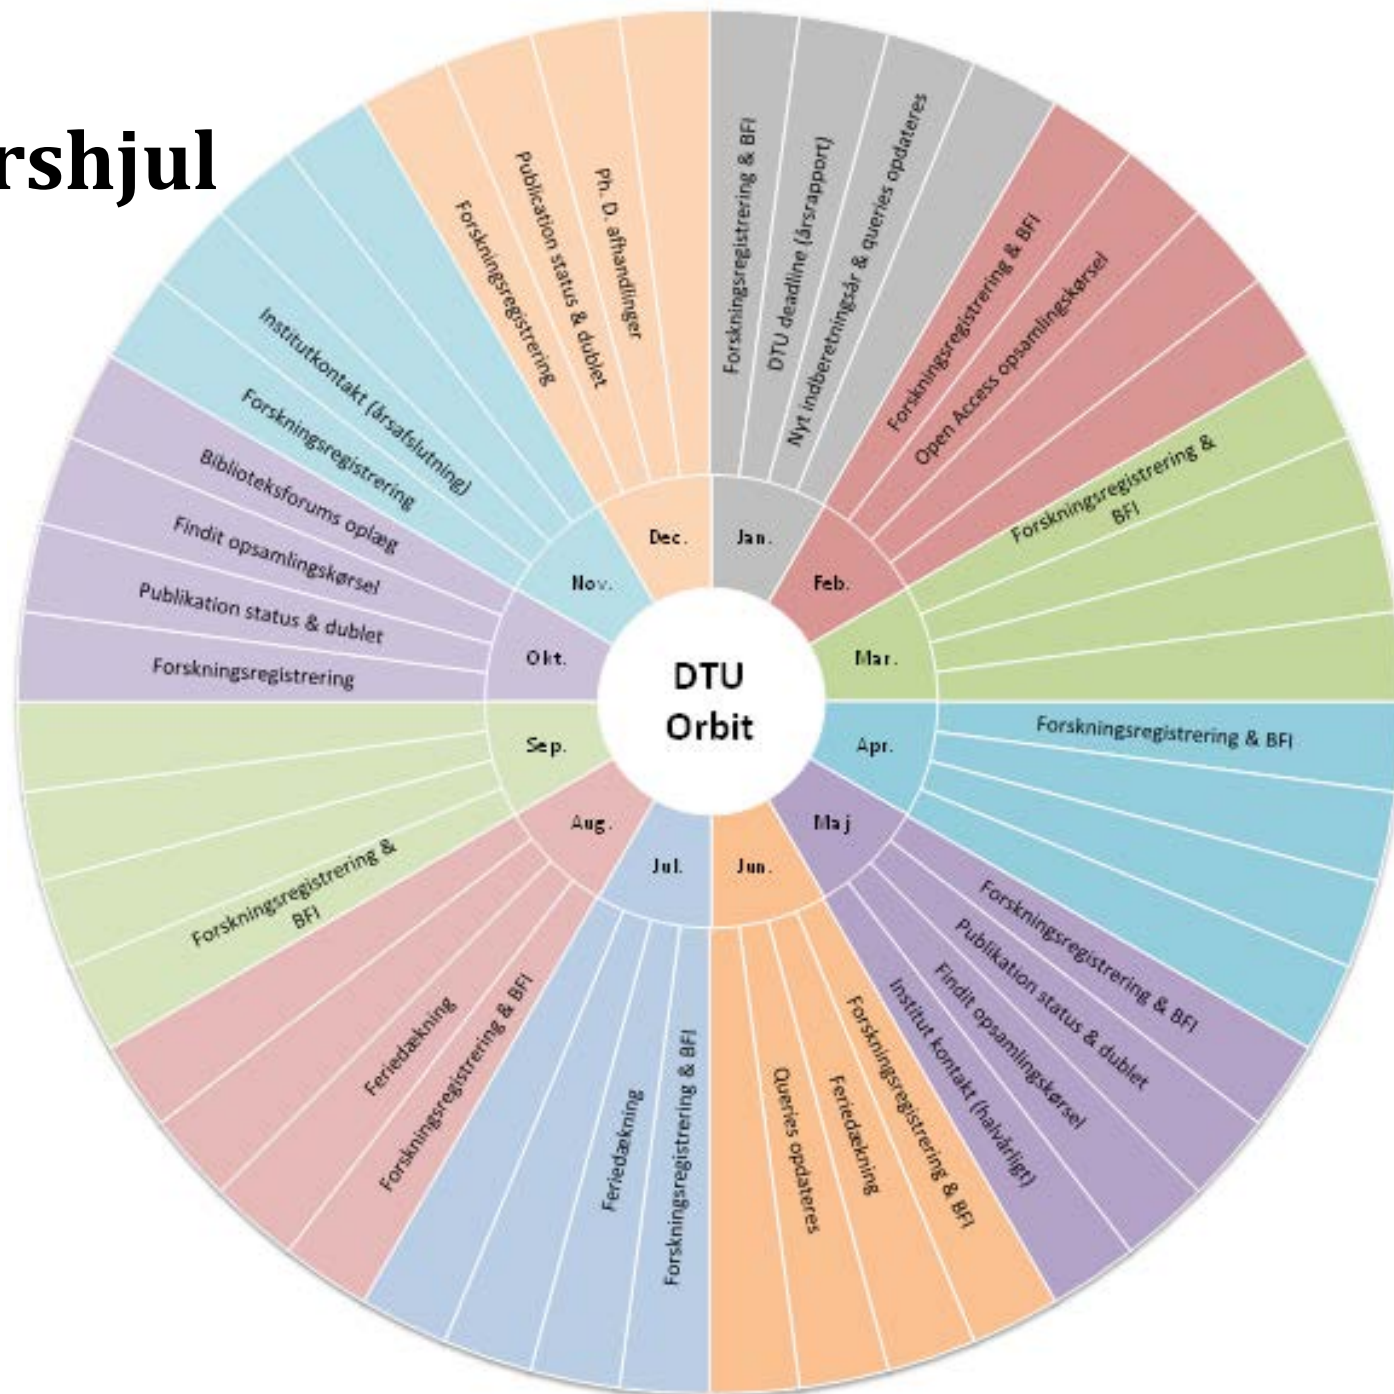 rshjul
DTU
Orbit
Jan.
Forskningsregistrering & BFI
DTU deadline (årsrapport)
Nyt indberetningsår & queries opdateres
Feb.
Forskningsregistrering & BFI
Open Access opsamlingskørsel
Mar.
Forskningsregistrering &
BFI
Apr.
Forskningsregistrering & BFI
Maj
Forskningsregistrering & BFI
Publikation status & dublet
Findit opsamlingskørsel
Institut kontakt (halvårligt)
Jun.
Forskningsregistrering & BFI
Feriedækning
Queries opdateres
Jul.
Forskningsregistrering & BFI
Feriedækning
Aug.
Forskningsregistrering & BFI
Feriedækning
Sep.
Forskningsregistrering &
BFI
Okt.
Forskningsregistrering
Publikation status & dublet
Findit opsamlingskørsel
Biblioteksforums oplæg
Nov.
Forskningsregistrering
Institutkontakt (årsafslutning)
Dec.
Forskningsregistrering
Publication status & dublet
Ph. D. afhandlinger